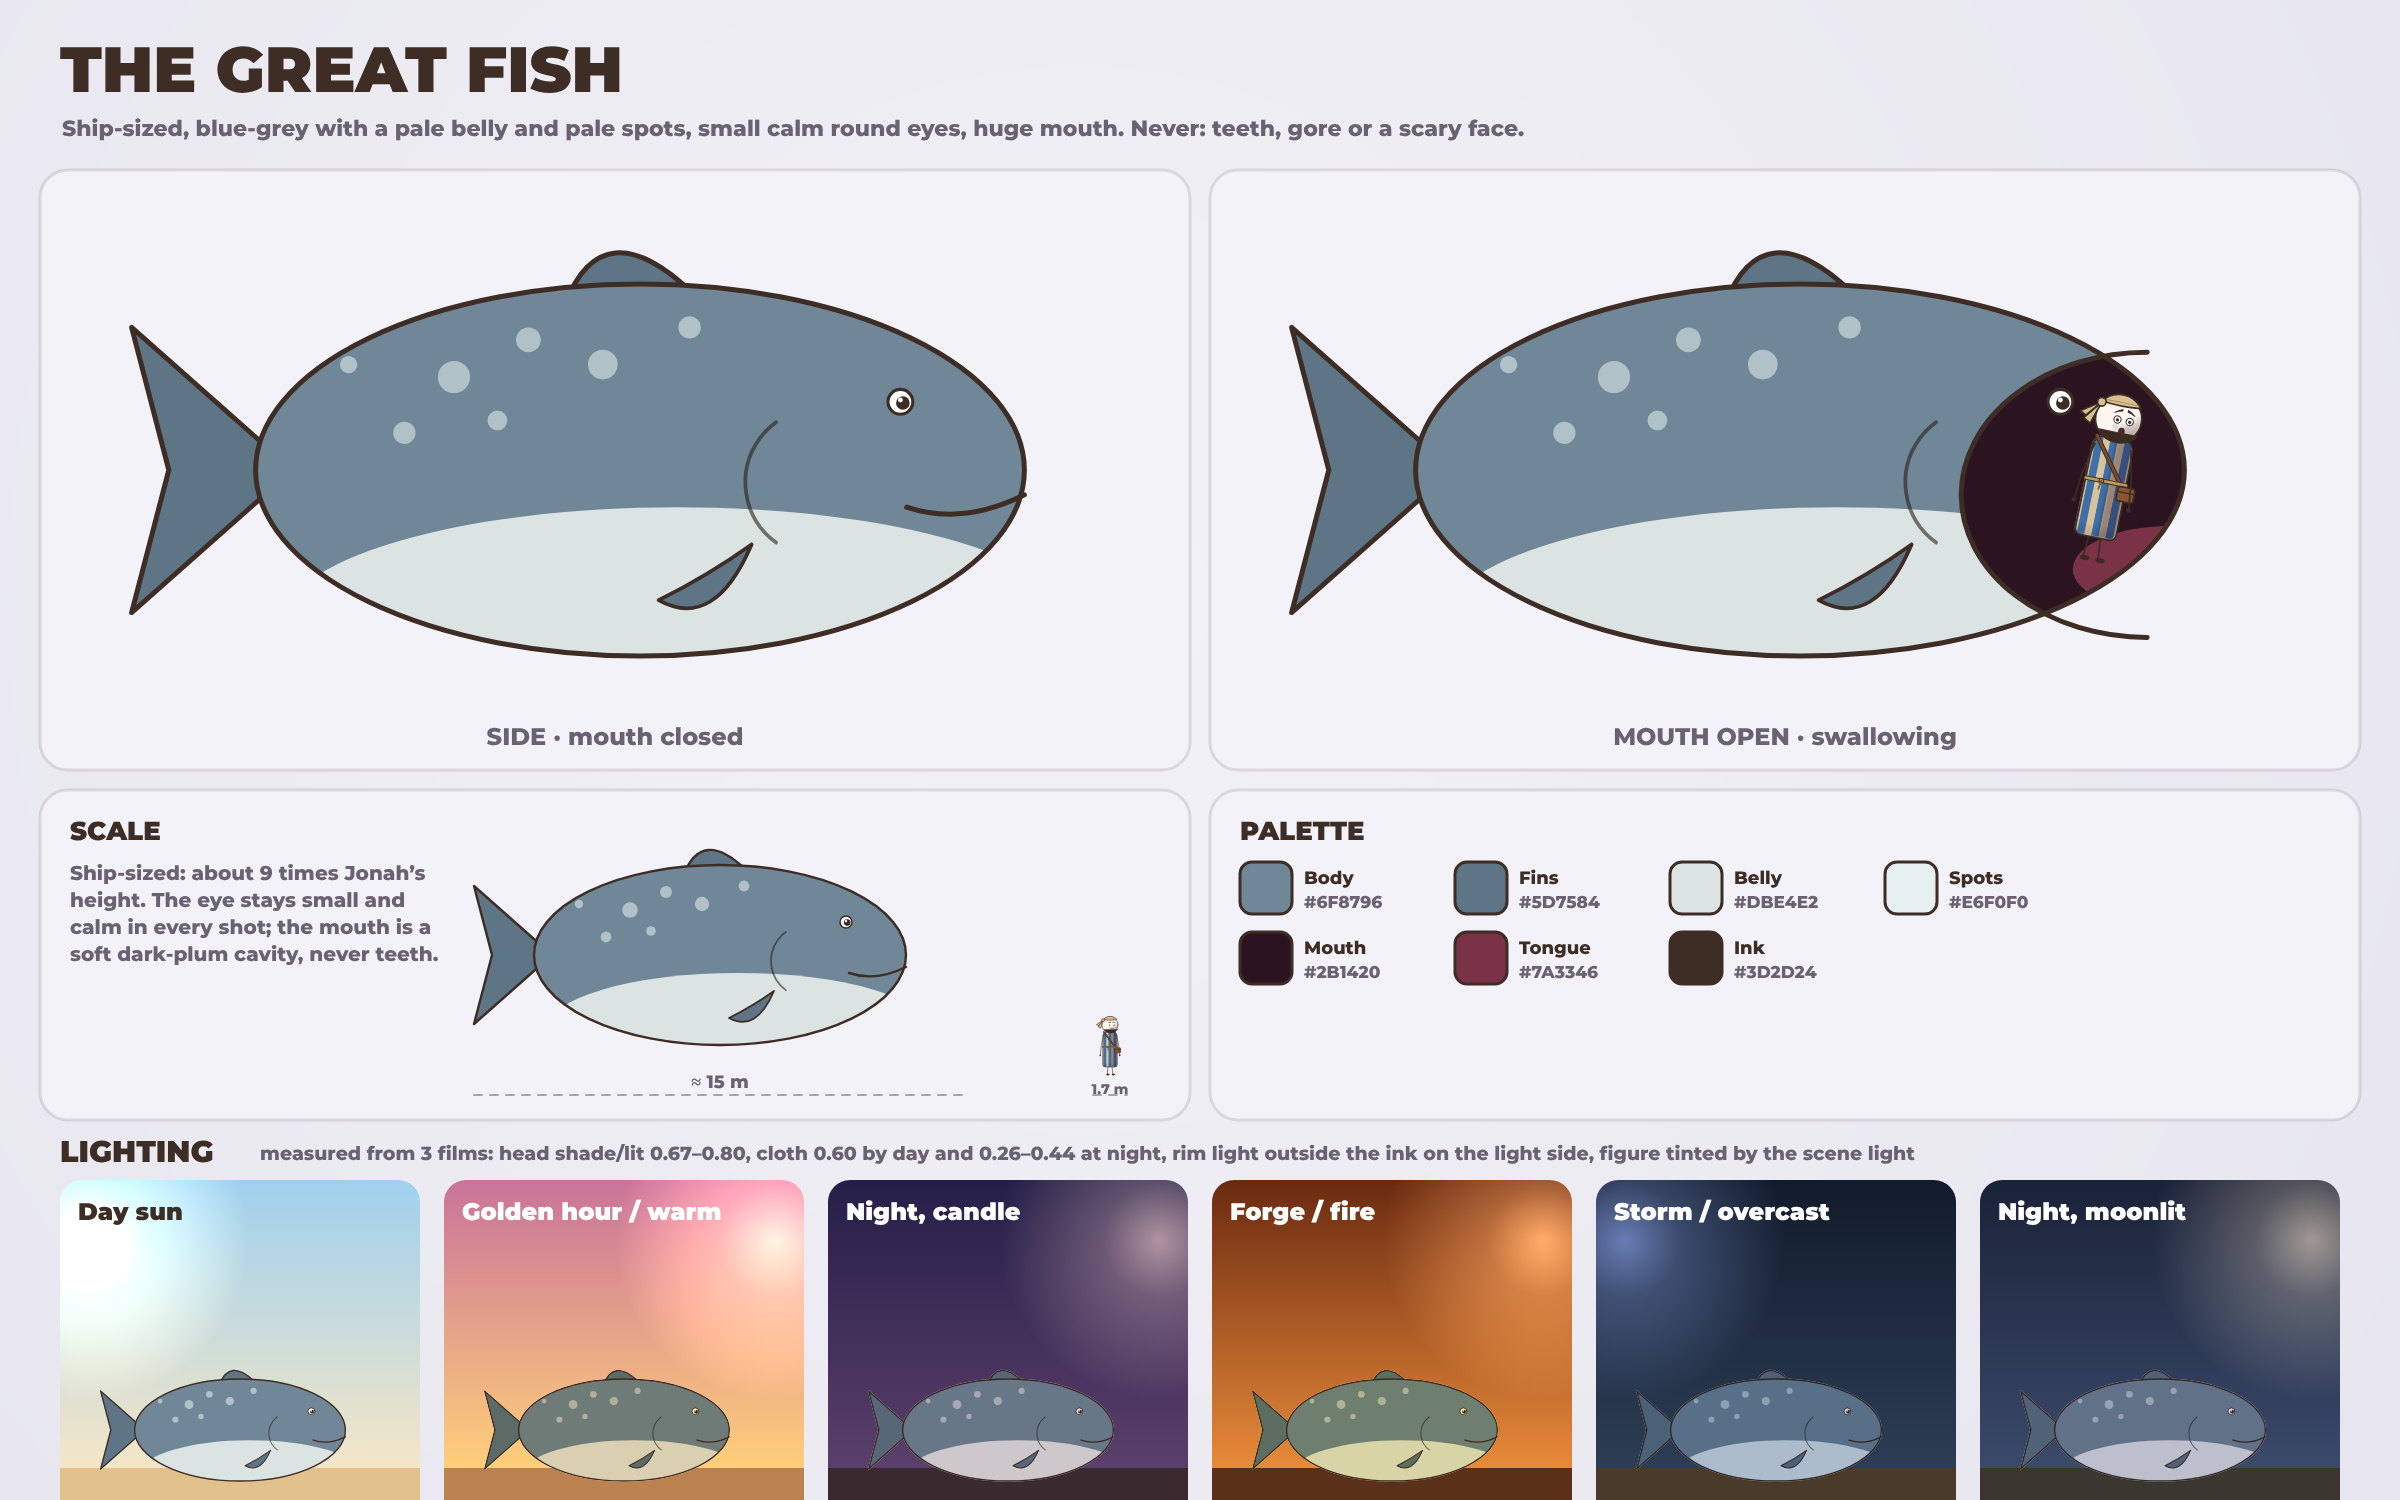 THE GREAT FISH
Ship-sized, blue-grey with a pale belly and pale spots, small calm round eyes, huge mouth. Never: teeth, gore or a scary face.
SIDE · mouth closed
MOUTH OPEN · swallowing
SCALE
Ship-sized: about 9 times Jonah’s
height. The eye stays small and
calm in every shot; the mouth is a
soft dark-plum cavity, never teeth.
≈ 15 m
1.7 m
PALETTE
Body
#6F8796
Fins
#5D7584
Belly
#DBE4E2
Spots
#E6F0F0
Mouth
#2B1420
Tongue
#7A3346
Ink
#3D2D24
LIGHTING
measured from 3 films: head shade/lit 0.67–0.80, cloth 0.60 by day and 0.26–0.44 at night, rim light outside the ink on the light side, figure tinted by the scene light
Day sun
Golden hour / warm
Night, candle
Forge / fire
Storm / overcast
Night, moonlit